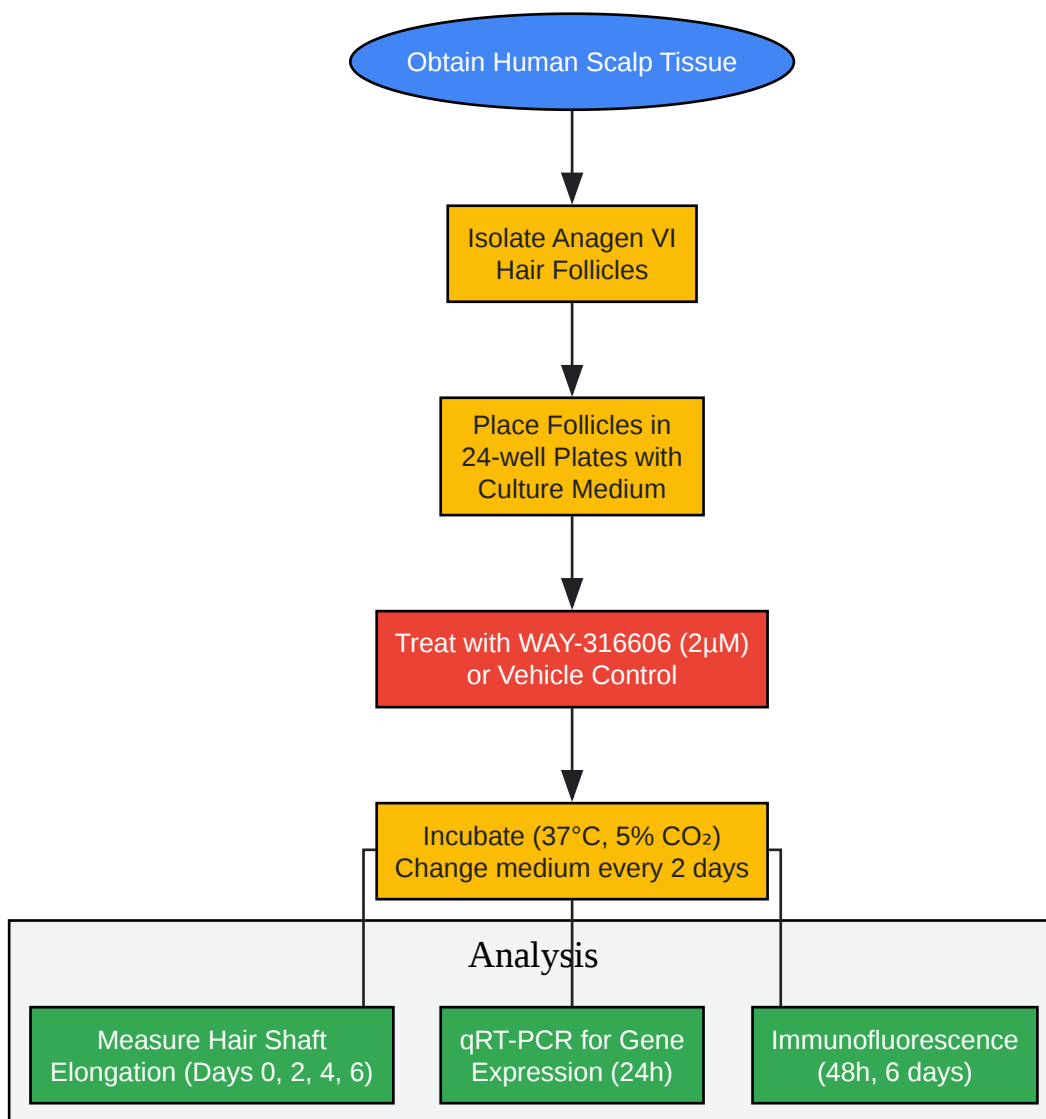 Obtain Human Scalp Tissue
Isolate Anagen VI
Hair Follicles
Place Follicles in
24-well Plates with
Culture Medium
Treat with WAY-316606 (2µM)
or Vehicle Control
Incubate (37°C, 5% CO₂)
Change medium every 2 days
Analysis
Measure Hair Shaft
Elongation (Days 0, 2, 4, 6)
qRT-PCR for Gene
Expression (24h)
Immunofluorescence
(48h, 6 days)